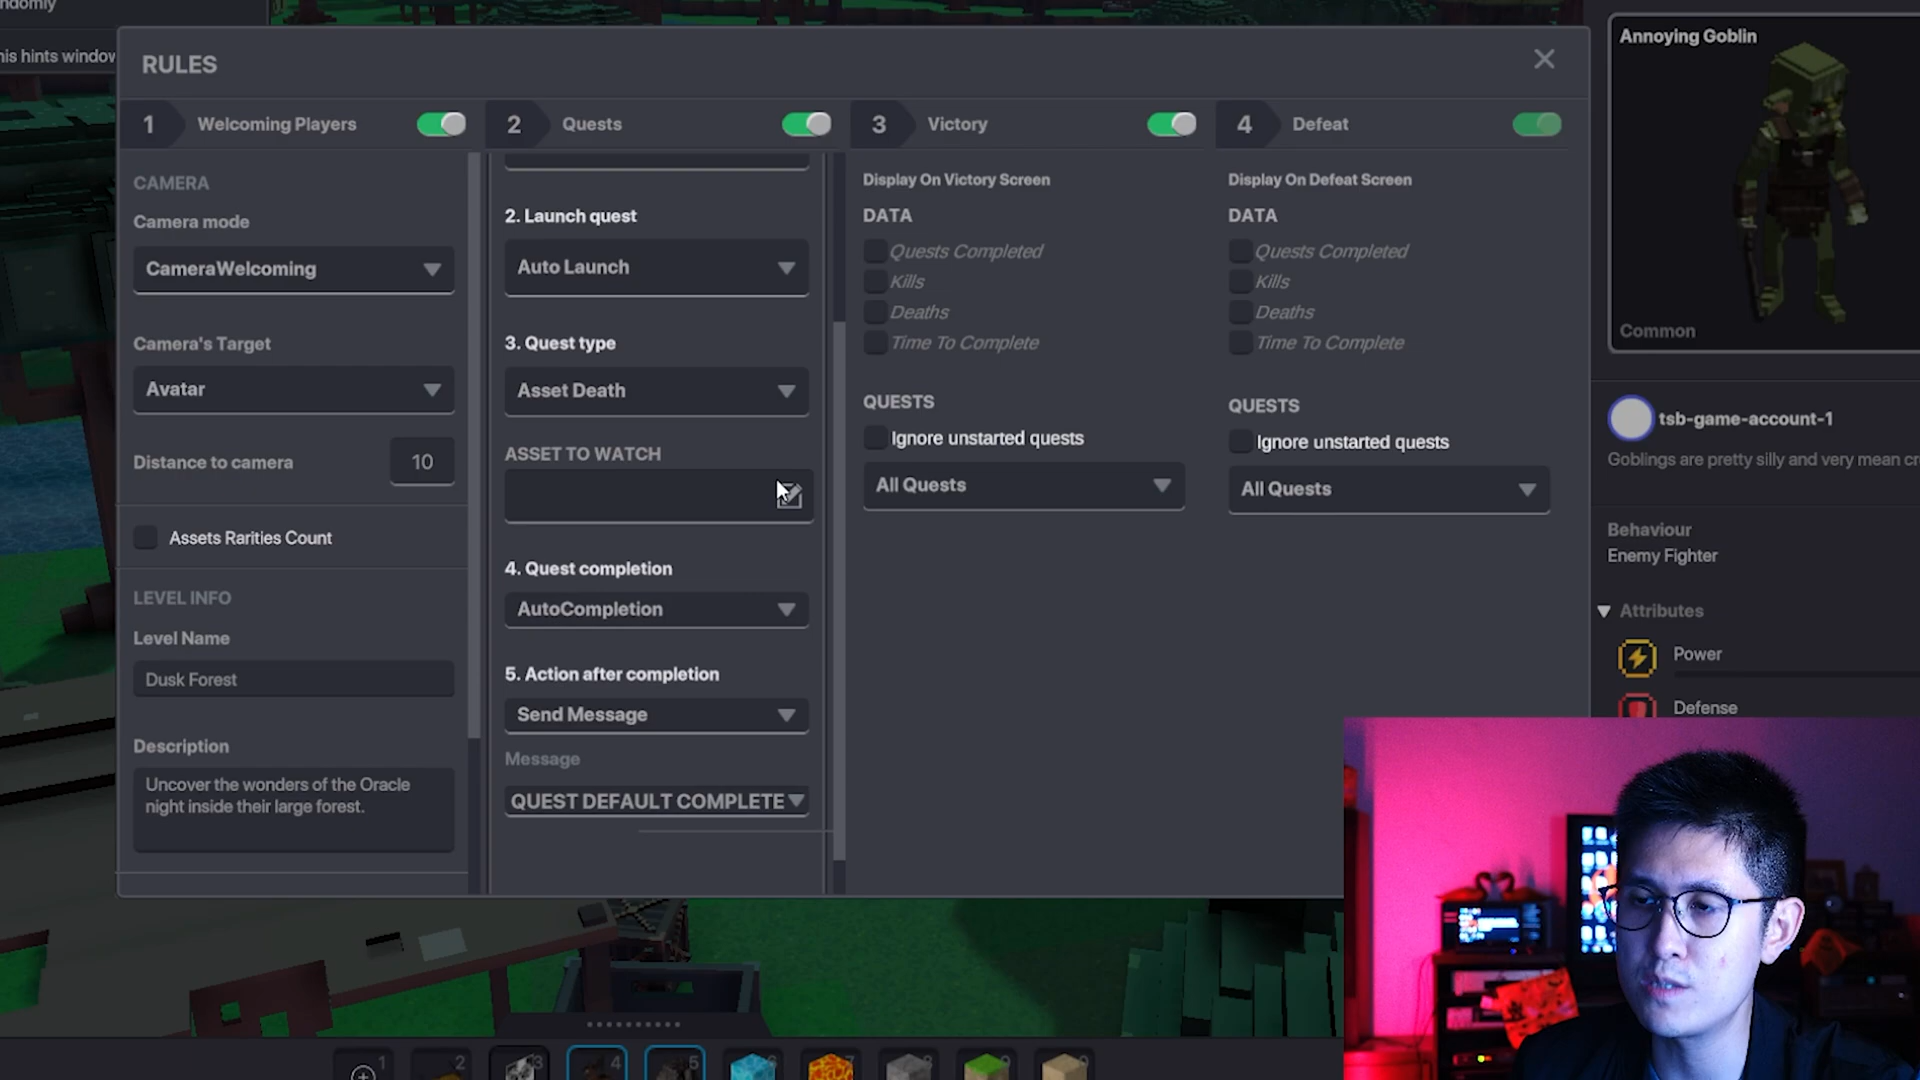 ndomly
his hints window
RULES
1 Welcoming Players
2 Quests
3 Victory
4 Defeat
CAMERA
Camera mode
CameraWelcoming
Camera's Target
Avatar
Distance to camera 10
Assets Rarities Count
LEVEL INFO
Level Name
Dusk Forest
Description
Uncover the wonders of the Oracle
night inside their large forest.
2. Launch quest
Auto Launch
3. Quest type
Asset Death
ASSET TO WATCH
4. Quest completion
AutoCompletion
5. Action after completion
Send Message
Message
QUEST DEFAULT COMPLETE
Display On Victory Screen
DATA
Quests Completed
Kills
Deaths
Time To Complete
QUESTS
Ignore unstarted quests
All Quests
Display On Defeat Screen
DATA
Quests Completed
Kills
Deaths
Time To Complete
QUESTS
Ignore unstarted quests
All Quests
Annoying Goblin
Common
tsb-game-account-1
Goblings are pretty silly and very mean cr
Behaviour
Enemy Fighter
Attributes
Power
Defense
1 2 3 4 5